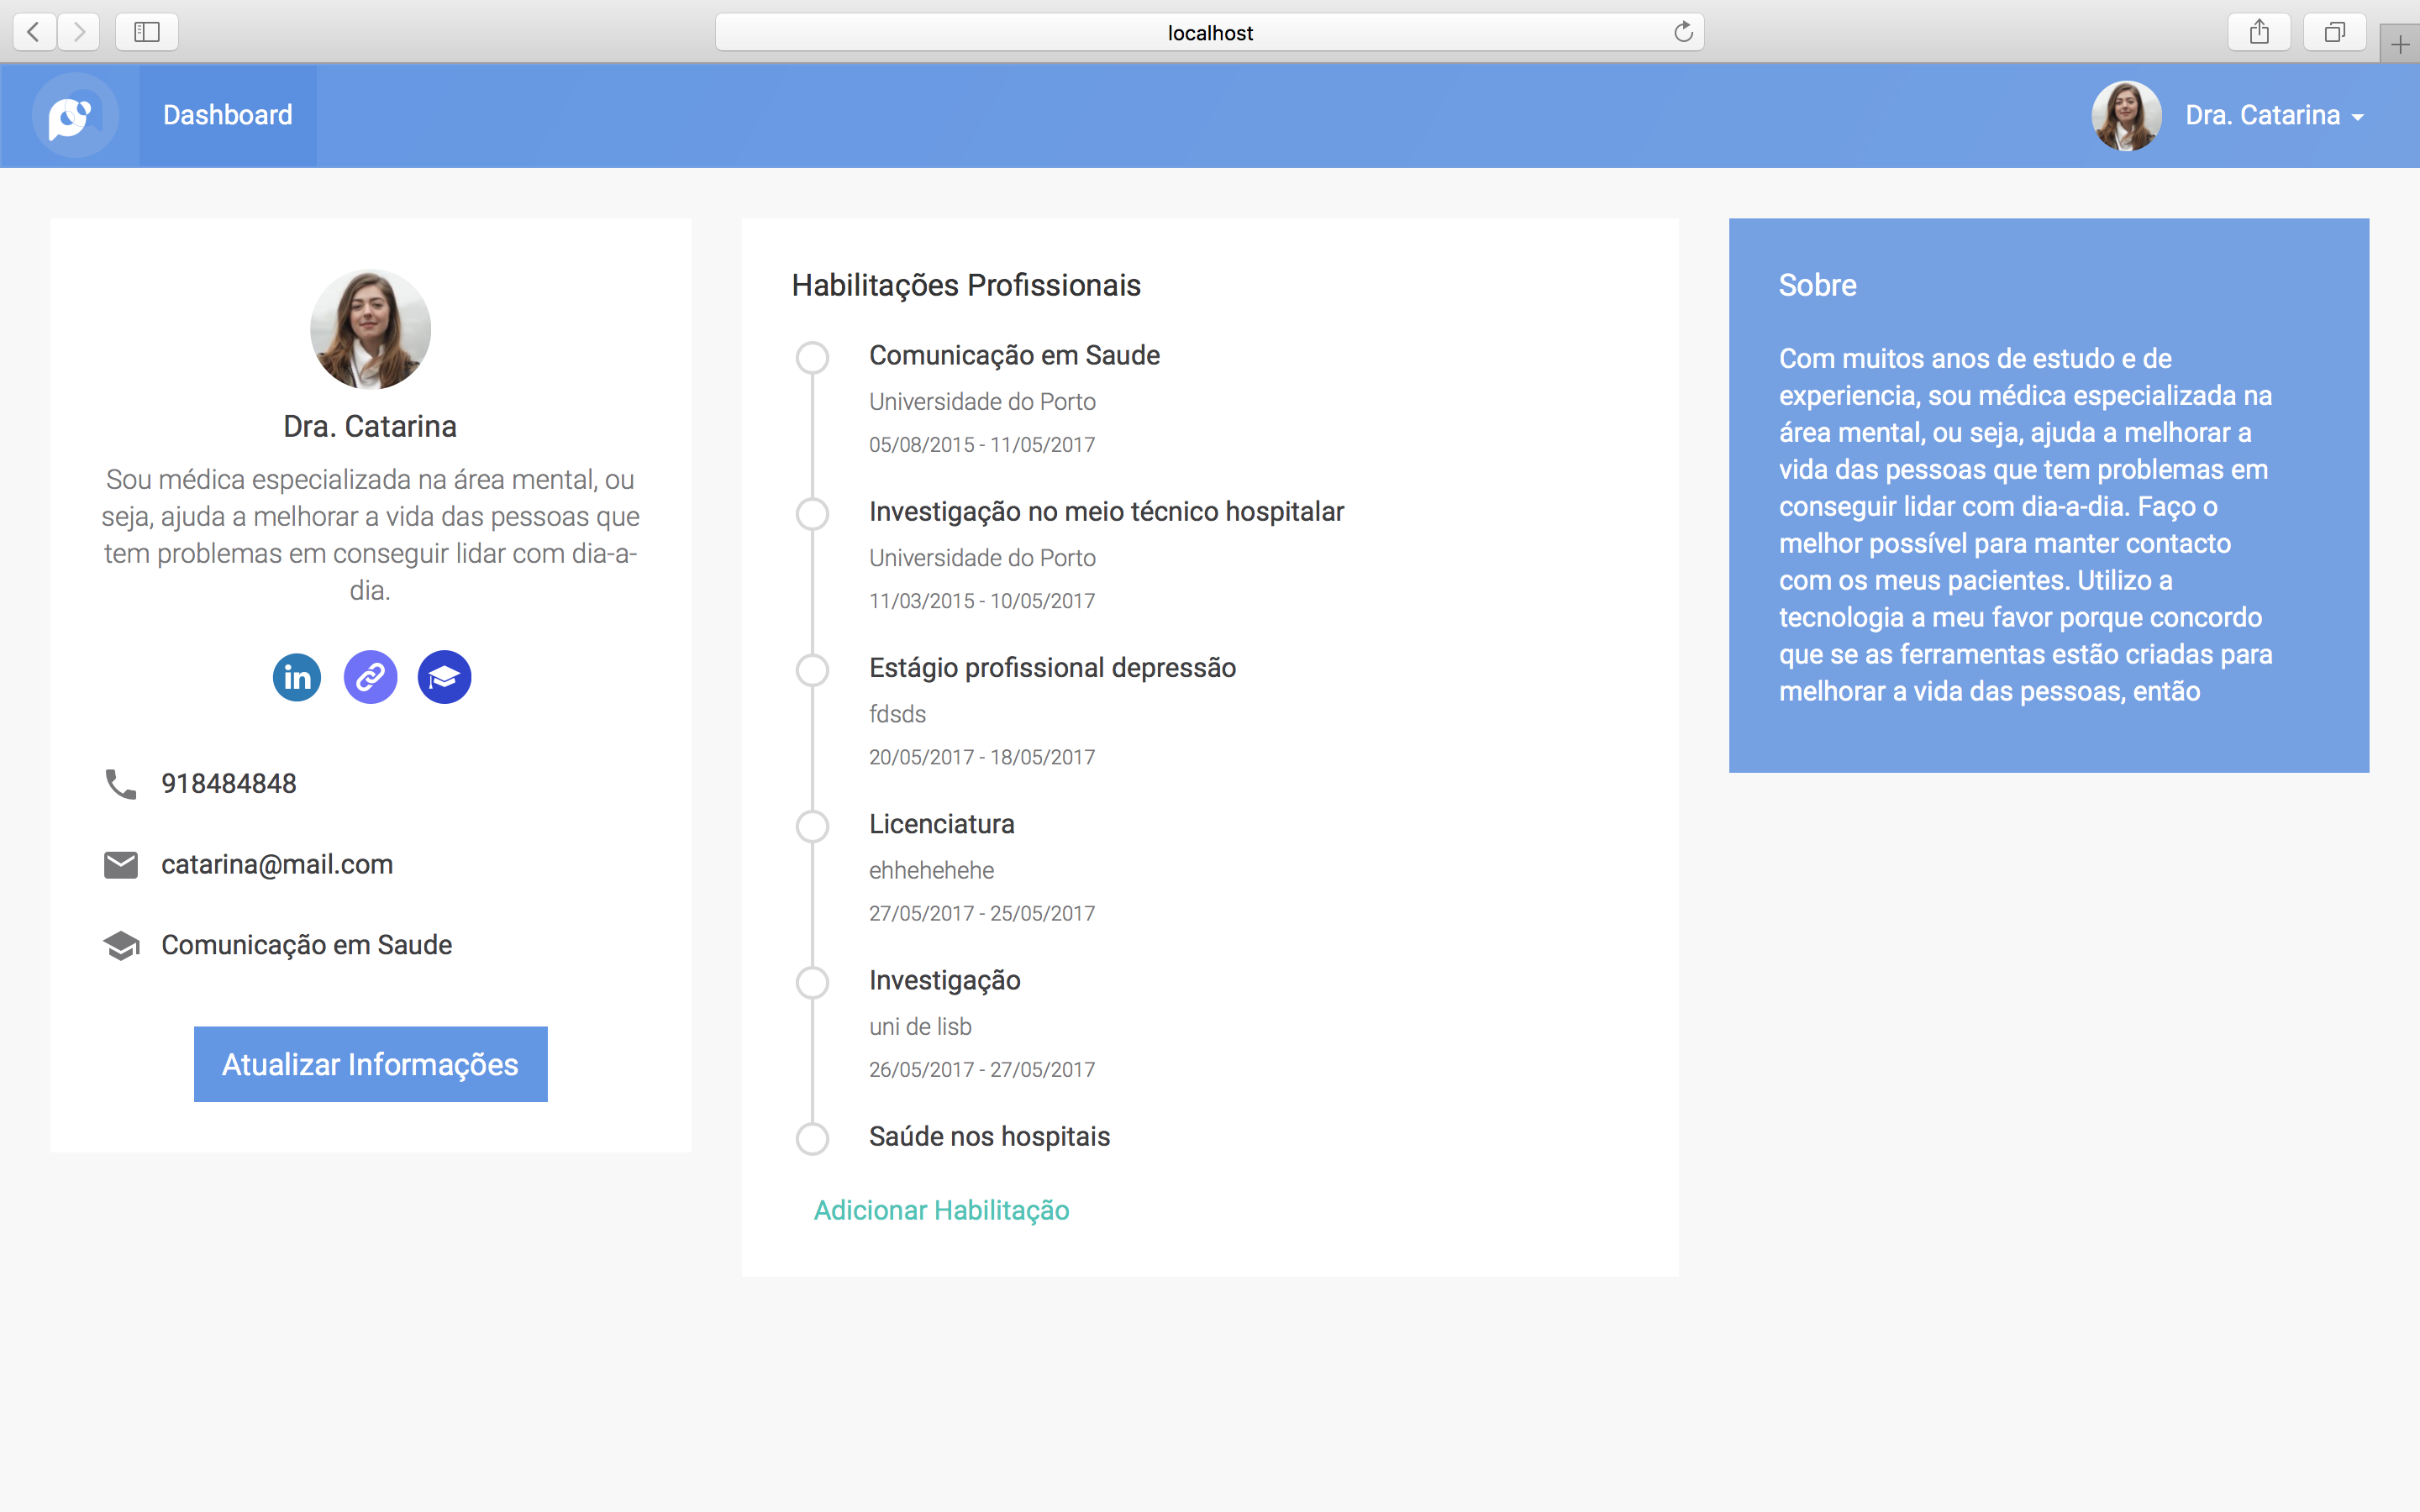 localhost
Dashboard
Dra. Catarina
Dra. Catarina
Sou médica especializada na área mental, ou
seja, ajuda a melhorar a vida das pessoas que
tem problemas em conseguir lidar com dia-a-
dia.
in
918484848
catarina@mail.com
Comunicação em Saude
Atualizar Informações
Habilitações Profissionais
Comunicação em Saude
Universidade do Porto
05/08/2015 - 11/05/2017
Investigação no meio técnico hospitalar
Universidade do Porto
11/03/2015 - 10/05/2017
Estágio profissional depressão
fdsds
20/05/2017 - 18/05/2017
Licenciatura
ehhehehehe
27/05/2017 - 25/05/2017
Investigação
uni de lisb
26/05/2017 - 27/05/2017
Saúde nos hospitais
Adicionar Habilitação
Sobre
Com muitos anos de estudo e de
experiencia, sou médica especializada na
área mental, ou seja, ajuda a melhorar a
vida das pessoas que tem problemas em
conseguir lidar com dia-a-dia. Faço o
melhor possível para manter contacto
com os meus pacientes. Utilizo a
tecnologia a meu favor porque concordo
que se as ferramentas estão criadas para
melhorar a vida das pessoas, então